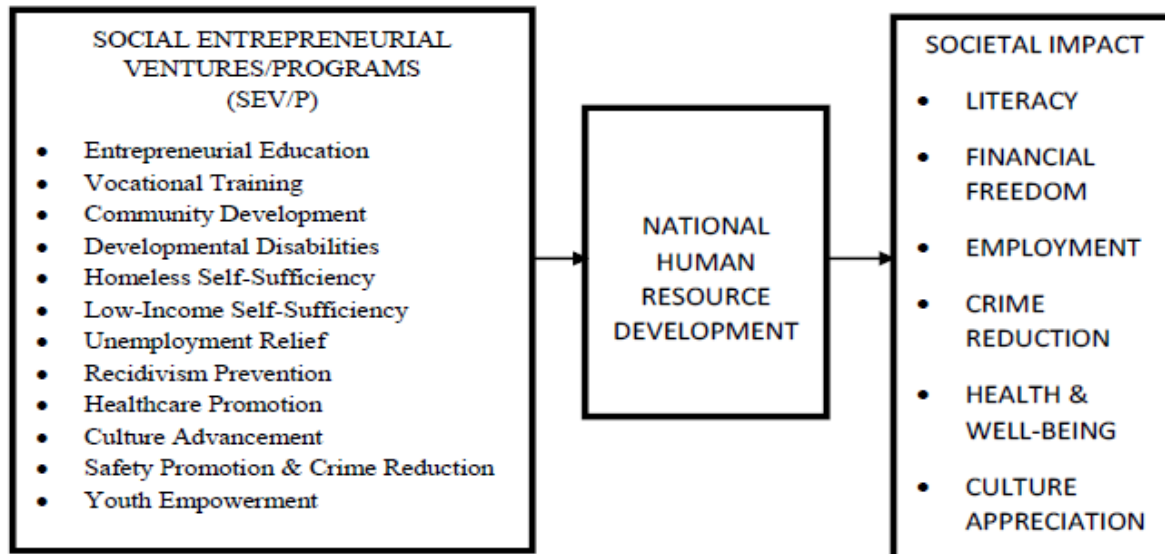 SOCIAL ENTREPRENEURIAL
VENTURES/PROGRAMS
(SEV/P)
• Entrepreneurial Education
• Vocational Training
• Community Development
• Developmental Disabilities
• Homeless Self-Sufficiency
• Low-Income Self-Sufficiency
• Unemployment Relief
• Recidivism Prevention
• Healthcare Promotion
• Culture Advancement
• Safety Promotion & Crime Reduction
• Youth Empowerment
NATIONAL
HUMAN
RESOURCE
DEVELOPMENT
SOCIETAL IMPACT
• LITERACY
• FINANCIAL
FREEDOM
• EMPLOYMENT
• CRIME
REDUCTION
• HEALTH &
WELL-BEING
• CULTURE
APPRECIATION